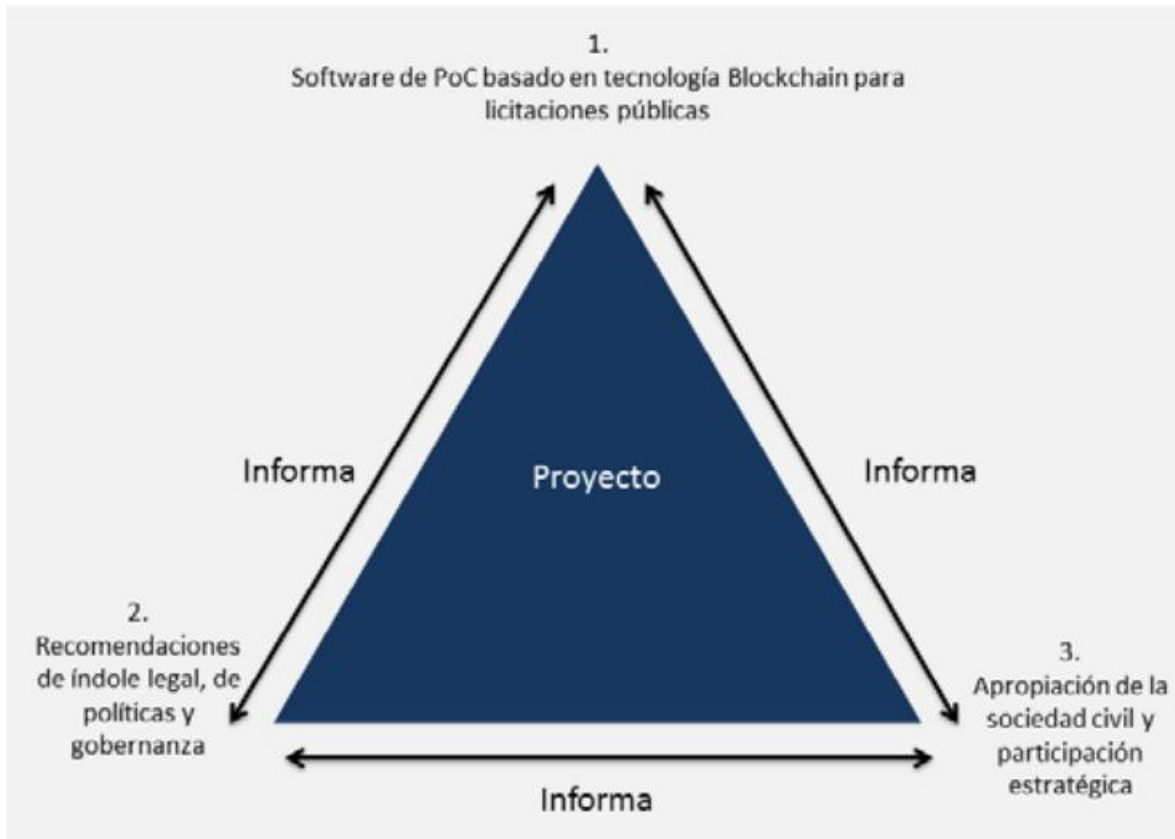 1.
Software de PoC basado en tecnología Blockchain para
licitaciones públicas
Informa
Proyecto
Informa
2.
Recomendaciones
de índole legal, de
políticas y
gobernanza
3.
Apropiación de la
sociedad civil y
participación
estratégica
Informa